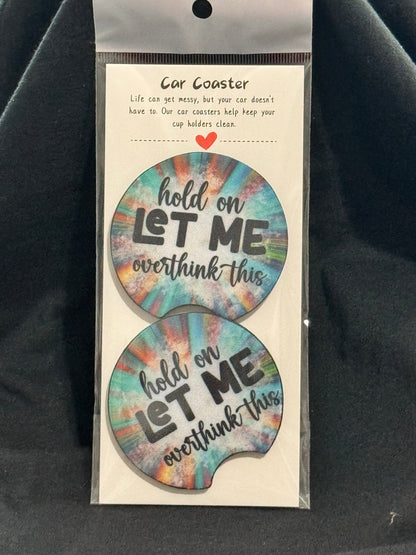 Car Coaster
Life can get messy, but your car doesn't
have to. Our car coasters help keep your
cup holders clean.
hold on
LeT ME
overthink this
hold on
LeT ME
overthink this